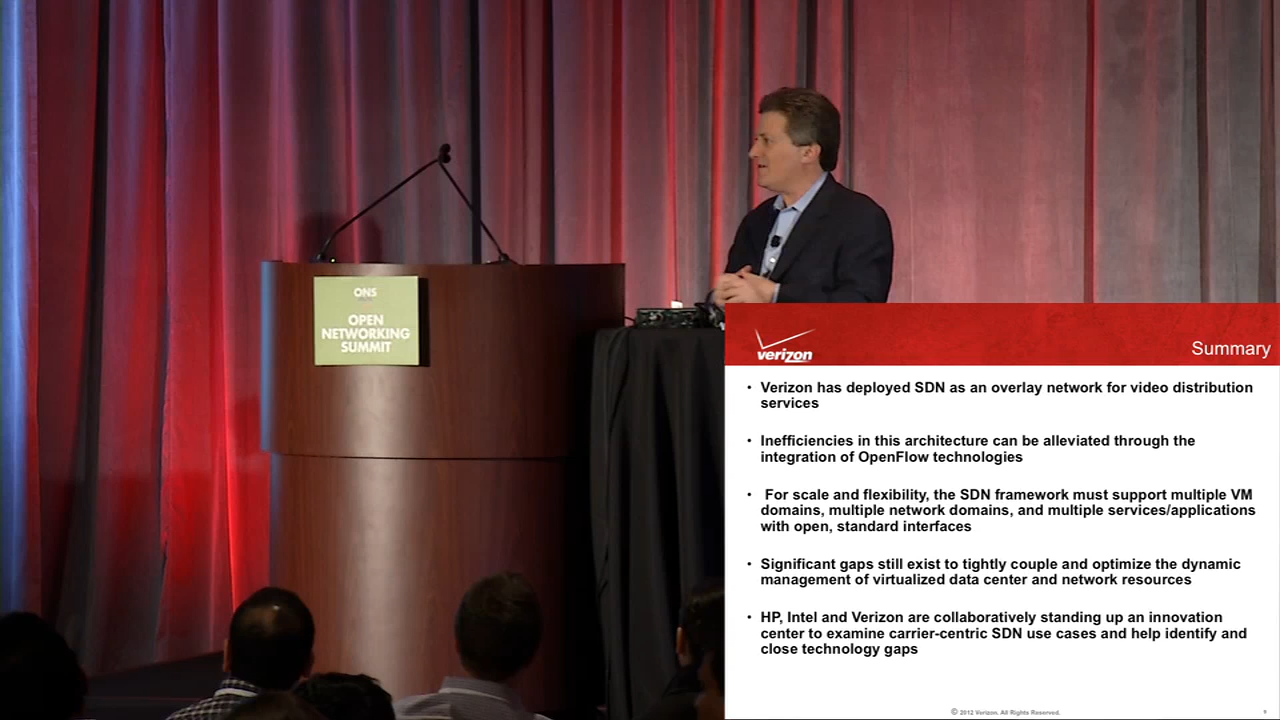 ONS
OPEN
NETWORKING
SUMMIT
verizon
Summary
• Verizon has deployed SDN as an overlay network for video distribution
services
• Inefficiencies in this architecture can be alleviated through the
integration of OpenFlow technologies
• For scale and flexibility, the SDN framework must support multiple VM
domains, multiple network domains, and multiple services/applications
with open, standard interfaces
• Significant gaps still exist to tightly couple and optimize the dynamic
management of virtualized data center and network resources
• HP, Intel and Verizon are collaboratively standing up an innovation
center to examine carrier-centric SDN use cases and help identify and
close technology gaps
© 2012 Verizon. All Rights Reserved.